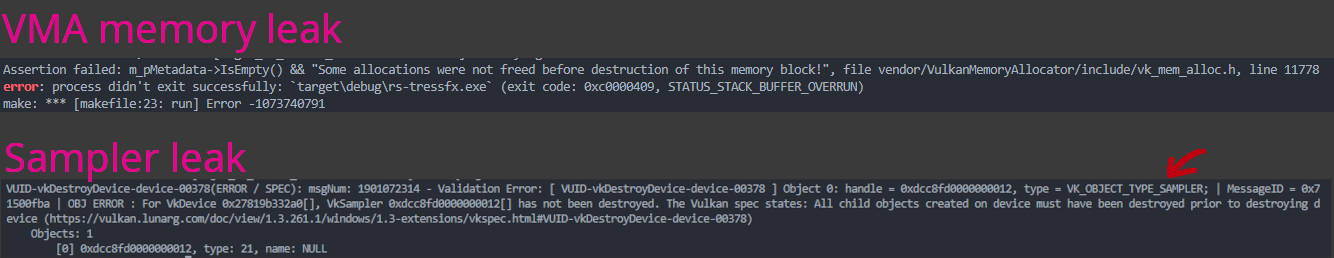 VMA memory leak
Assertion failed: m_pMetadata->IsEmpty() && "Some allocations were not freed before destruction of this memory block!", file vendor/VulkanMemoryAllocator/include/vk_mem_alloc.h, line 11778
error: process didn't exit successfully: `target\debug\rs-tressfx.exe` (exit code: 0xc0000409, STATUS_STACK_BUFFER_OVERRUN)
make: *** [makefile:23: run] Error -1073740791
Sampler leak
VUID-vkDestroyDevice-device-00378(ERROR / SPEC): msgNum: 1901072314 - Validation Error: [ VUID-vkDestroyDevice-device-00378 ] Object 0: handle = 0xdcc8fd0000000012, type = VK_OBJECT_TYPE_SAMPLER; | MessageID = 0x7
1500fba | OBJ ERROR : For VkDevice 0x27819b332a0[], VkSampler 0xdcc8fd0000000012[] has not been destroyed. The Vulkan spec states: All child objects created on device must have been destroyed prior to destroying d
evice (https://vulkan.lunarg.com/doc/view/1.3.261.1/windows/1.3-extensions/vkspec.html#VUID-vkDestroyDevice-device-00378)
Objects: 1
[0] 0xdcc8fd0000000012, type: 21, name: NULL